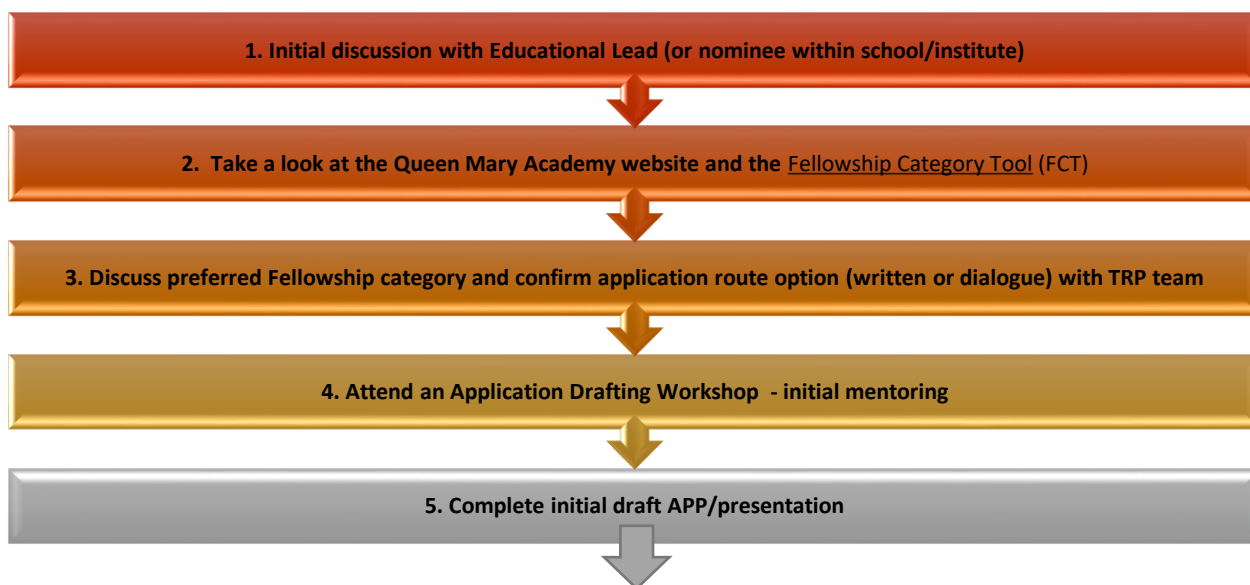 1. Initial discussion with Educational Lead (or nominee within school/institute)
2. Take a look at the Queen Mary Academy website and the Fellowship Category Tool (FCT)
3. Discuss preferred Fellowship category and confirm application route option (written or dialogue) with TRP team
4. Attend an Application Drafting Workshop - initial mentoring
5. Complete initial draft APP/presentation